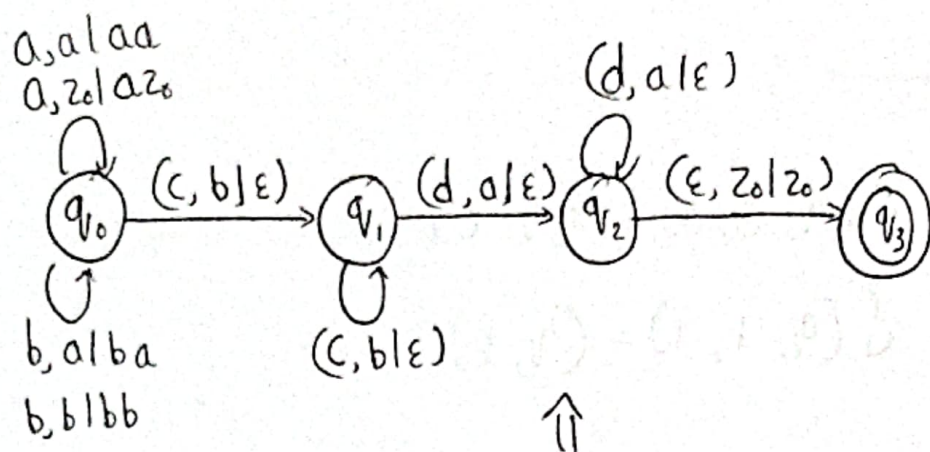 a,a|aa
a,z₀|az₀
(d,a|ε)
(c,b|ε)
(d,a|ε)
(ε,z₀|z₀)
q₀
q₁
q₂
q₃
b,a|ba
b,b|bb
(c,b|ε)